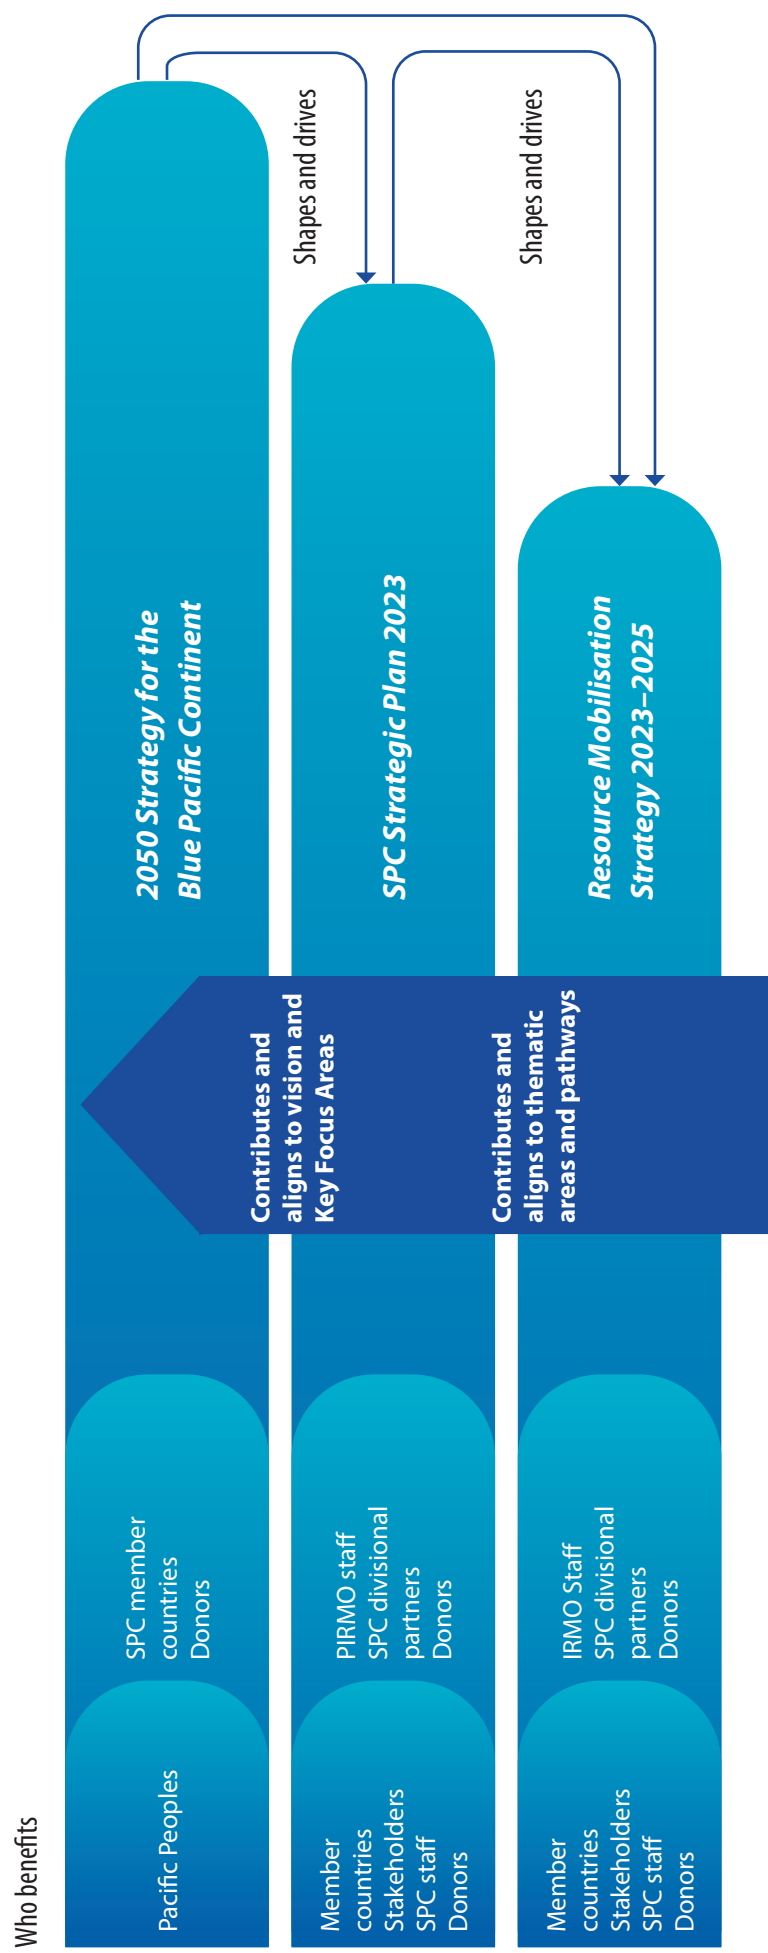 Who benefits
Pacific Peoples
SPC member
countries
Donors
2050 Strategy for the
Blue Pacific Continent
Shapes and drives
Contributes and
aligns to vision and
Key Focus Areas
Member
countries
Stakeholders
SPC staff
Donors
PIRMO staff
SPC divisional
partners
Donors
SPC Strategic Plan 2023
Shapes and drives
Contributes and
aligns to thematic
areas and pathways
Member
countries
Stakeholders
SPC staff
Donors
IRMO Staff
SPC divisional
partners
Donors
Resource Mobilisation
Strategy 2023–2025